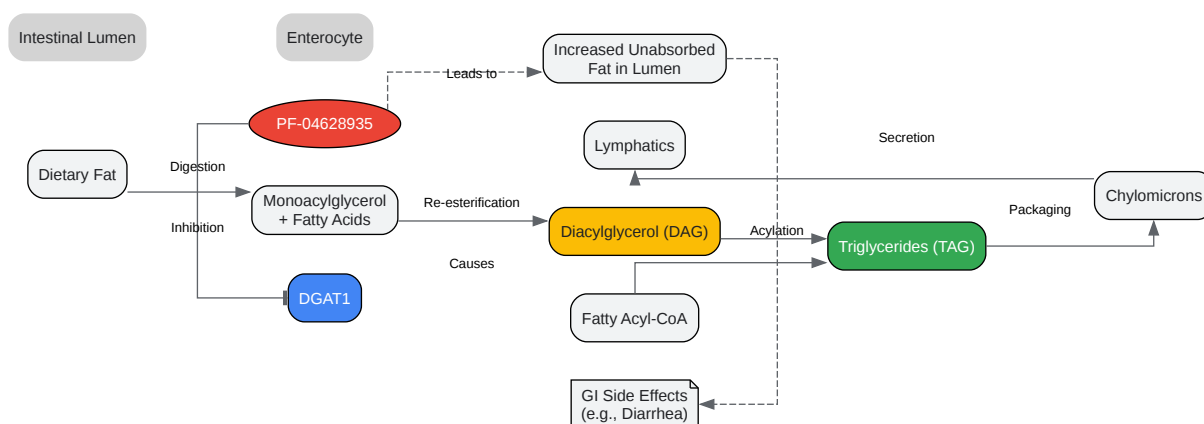 Intestinal Lumen
Enterocyte
Increased Unabsorbed
Fat in Lumen
Leads to
PF-04628935
Lymphatics
Secretion
Dietary Fat
Digestion
Monoacylglycerol
+ Fatty Acids
Re-esterification
Chylomicrons
Packaging
Inhibition
Diacylglycerol (DAG)
Acylation
Triglycerides (TAG)
Causes
DGAT1
Fatty Acyl-CoA
GI Side Effects
(e.g., Diarrhea)